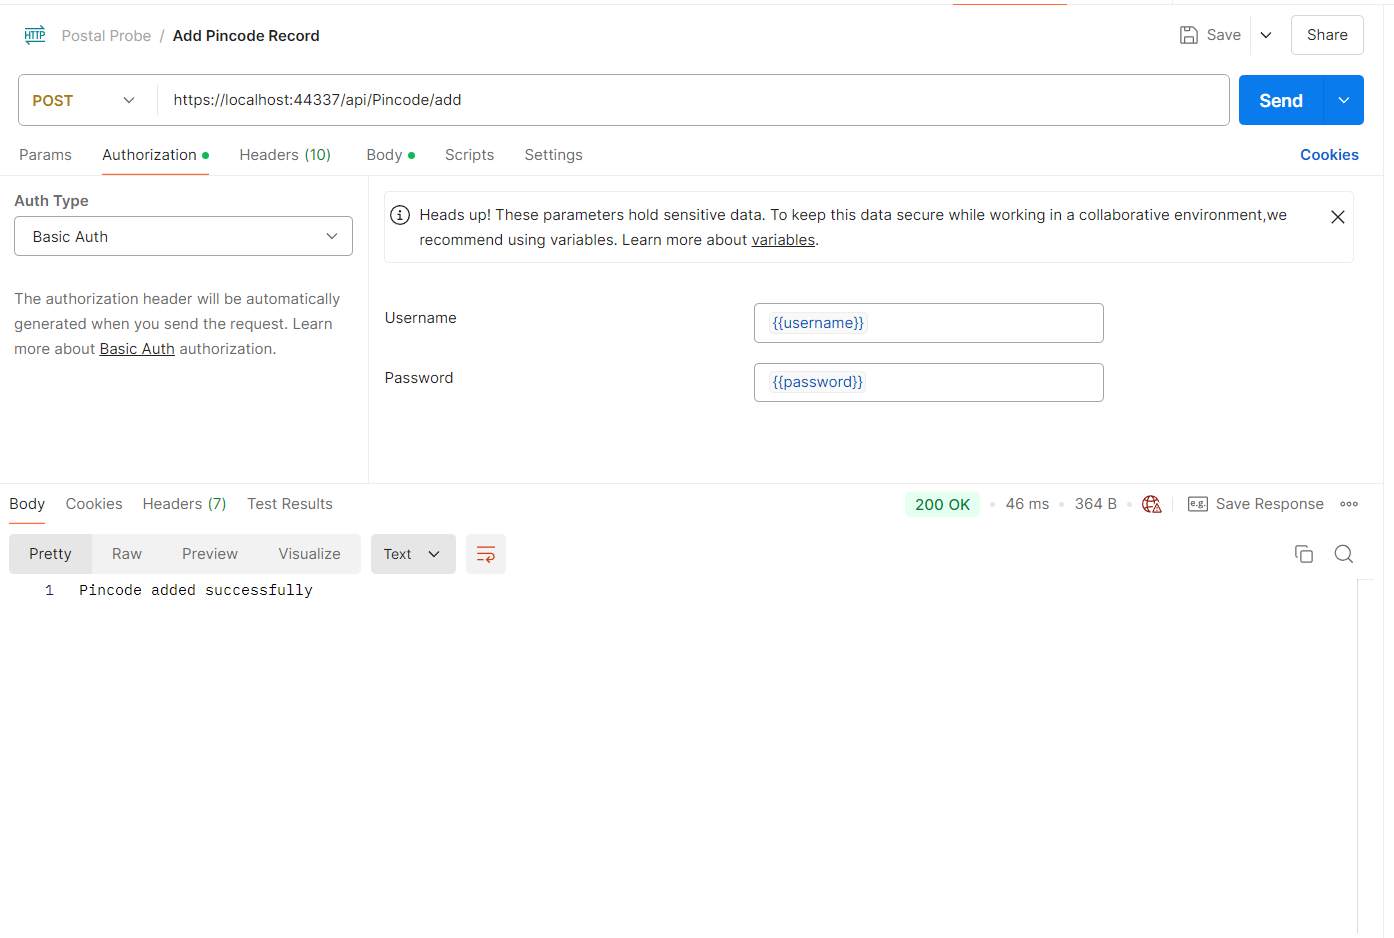 HTTP Postal Probe / Add Pincode Record Save Share
POST https://localhost:44337/api/Pincode/add Send
Params Authorization Headers (10) Body Scripts Settings Cookies
Auth Type
Basic Auth
The authorization header will be automatically
generated when you send the request. Learn
more about Basic Auth authorization.
Heads up! These parameters hold sensitive data. To keep this data secure while working in a collaborative environment,we
recommend using variables. Learn more about variables.
Username {{username}}
Password {{password}}
Body Cookies Headers (7) Test Results 200 OK 46 ms 364 B e.g. Save Response
Pretty Raw Preview Visualize Text
1 Pincode added successfully